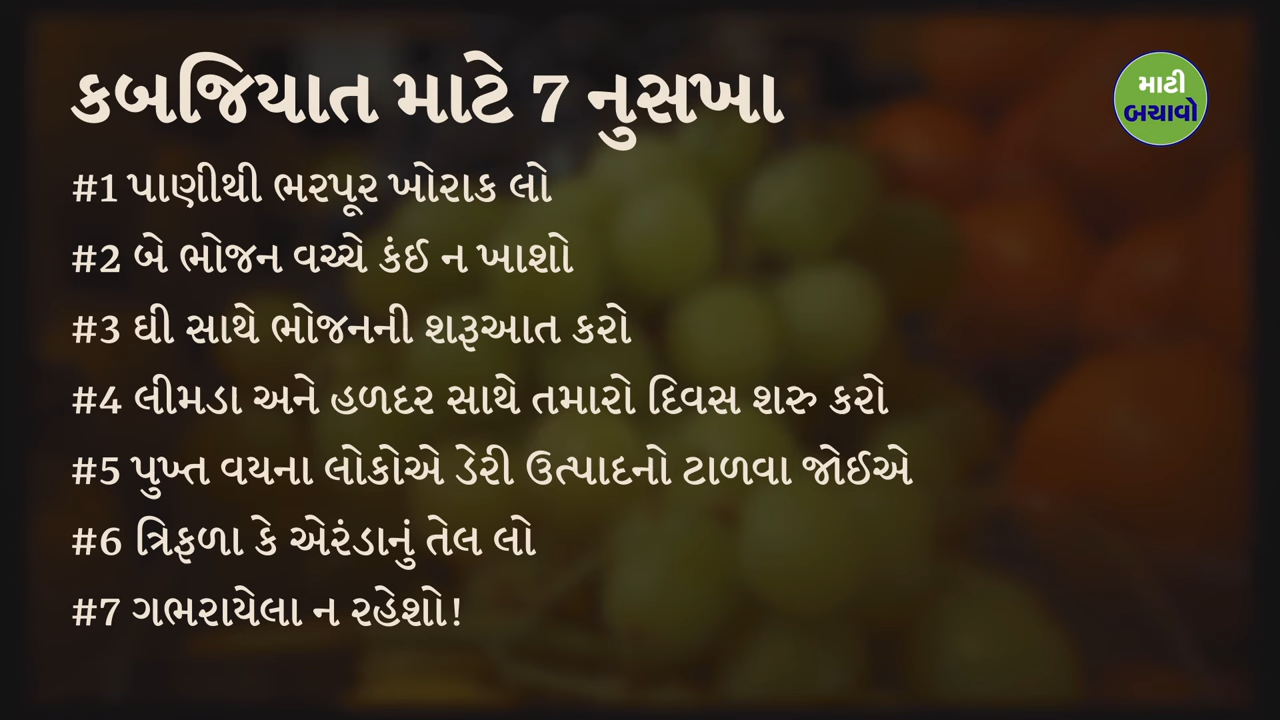 કબજિયાત માટે 7 નુસખા
માટી
બચાવો
#1 પાણીથી ભરપૂર ખોરાક લો
#2 બે ભોજન વચ્ચે કંઈ ન ખાશો
#3 ઘી સાથે ભોજનની શરૂઆત કરો
#4 લીમડા અને હળદર સાથે તમારો દિવસ શરુ કરો
#5 પુખ્ત વયના લોકોએ ડેરી ઉત્પાદનો ટાળવા જોઈએ
#6 ત્રિફળા કે એરંડાનું તેલ લો
#7 ગભરાયેલા ન રહેશો!